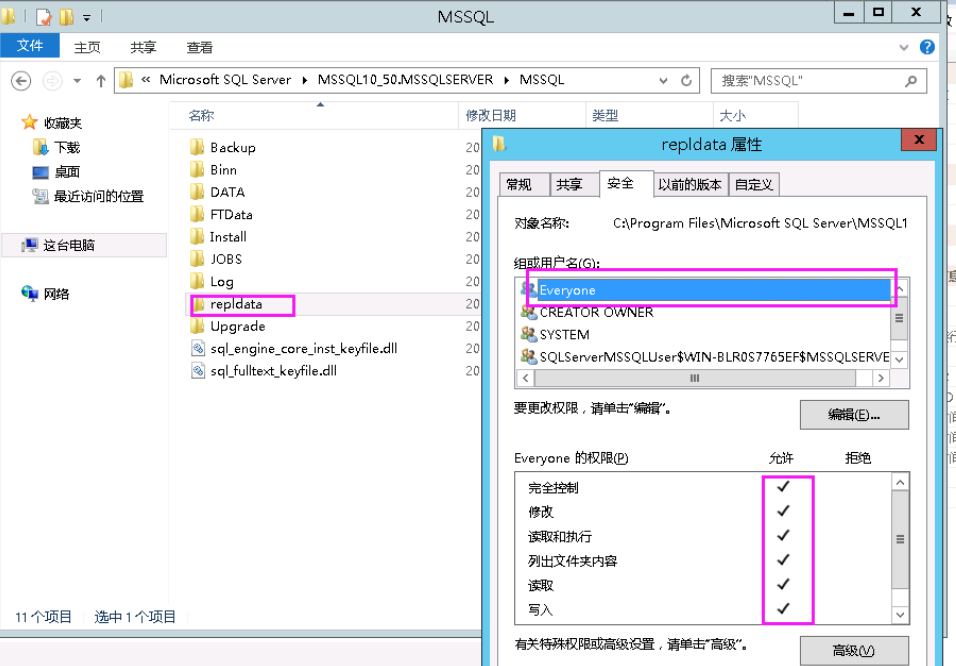 MSSQL
文件 主页 共享 查看
« Microsoft SQL Server MSSQL10_50.MSSQLSERVER MSSQL 搜索"MSSQL"
收藏夹
下载
桌面
最近访问的位置
这台电脑
网络
名称 修改日期 类型 大小
Backup 20
Binn 20
DATA 20
FTData 20
Install 20
JOBS 20
Log 20
repldata 20
Upgrade 20
sql_engine_core_inst_keyfile.dll 20
sql_fulltext_keyfile.dll 20
11 个项目 选中 1 个项目
repldata 属性
常规 共享 安全 以前的版本 自定义
对象名称: C:\Program Files\Microsoft SQL Server\MSSQL1
组或用户名(G):
Everyone
CREATOR OWNER
SYSTEM
SQLServerMSSQLUser$WIN-BLR0S7765EF$MSSQLSERVE
要更改权限，请单击"编辑"。
编辑(E)...
Everyone 的权限(P) 允许 拒绝
完全控制
修改
读取和执行
列出文件夹内容
读取
写入
有关特殊权限或高级设置，请单击"高级"。
高级(V)